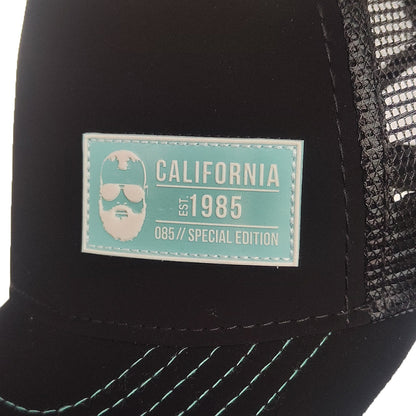 CALIFORNIA
EST. 1985
085// SPECIAL EDITION